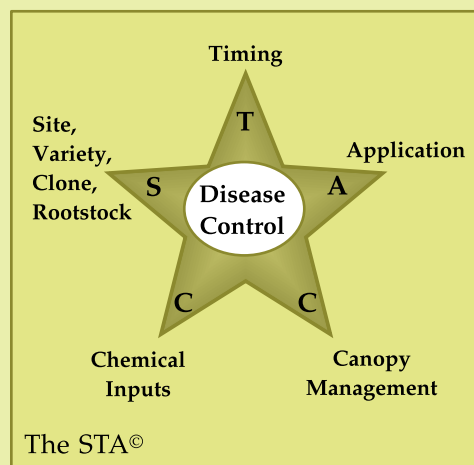 Timing
T
Site,
Variety,
Clone,
Rootstock
S
Application
A
Disease
Control
C
C
Chemical
Inputs
Canopy
Management
The STA©